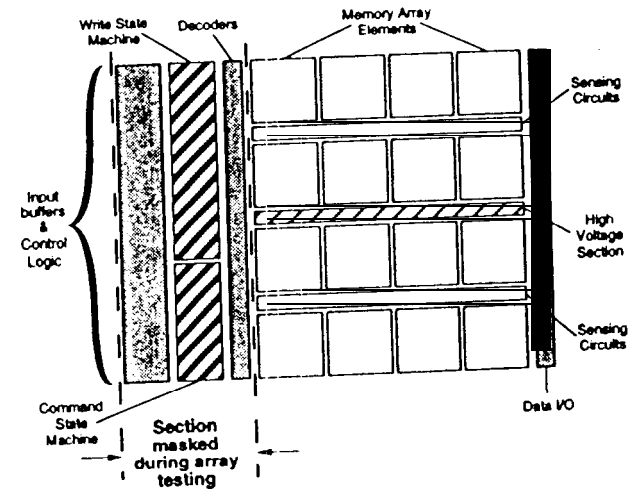 Write State
Machine
Decoders
Memory Array
Elements
Sensing
Circuits
Input
buffers
&
Control
Logic
High
Voltage
Section
Sensing
Circuits
Data I/O
Command
State
Machine
Section
masked
during array
testing